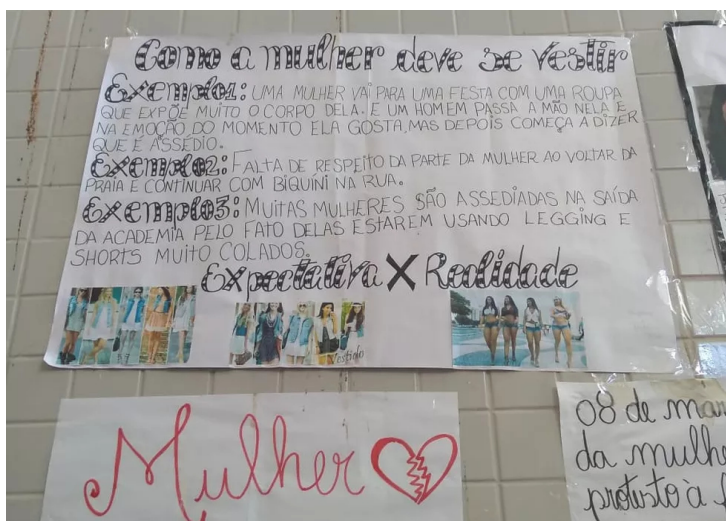 Como a mulher deve se vestir
Exemplo1: UMA MULHER VAI PARA UMA FESTA COM UMA ROUPA
QUE EXPÕE MUITO O CORPO DELA. E UM HOMEM PASSA A MÃO NELA E
NA EMOÇÃO DO MOMENTO ELA GOSTA, MAS DEPOIS COMEÇA A DIZER
QUE É ASSÉDIO.
Exemplo2: FALTA DE RESPEITO DA PARTE DA MULHER AO VOLTAR DA
PRAIA E CONTINUAR COM BIQUÍNI NA RUA.
Exemplo3: MUITAS MULHERES SÃO ASSEDIADAS NA SAÍDA
DA ACADEMIA PELO FATO DELAS ESTAREM USANDO LEGGING E
SHORTS MUITO COLADOS.
Expectativa X Realidade
Vestido
Mulher
08 de mar
da mulhe
protesto à